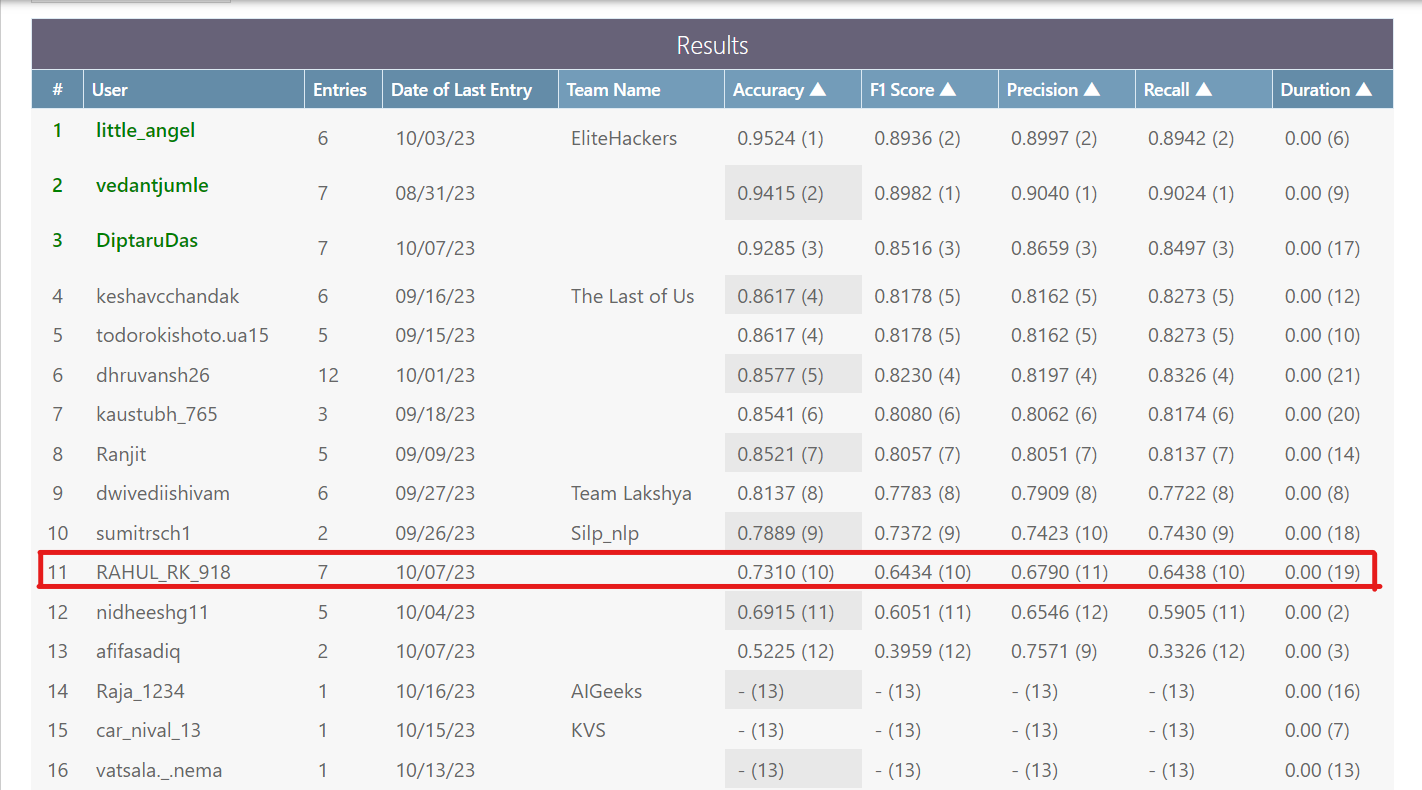 Results
# User Entries Date of Last Entry Team Name Accuracy ▲ F1 Score ▲ Precision ▲ Recall ▲ Duration ▲
1 little_angel 6 10/03/23 EliteHackers 0.9524 (1) 0.8936 (2) 0.8997 (2) 0.8942 (2) 0.00 (6)
2 vedantjumle 7 08/31/23 0.9415 (2) 0.8982 (1) 0.9040 (1) 0.9024 (1) 0.00 (9)
3 DiptaruDas 7 10/07/23 0.9285 (3) 0.8516 (3) 0.8659 (3) 0.8497 (3) 0.00 (17)
4 keshavcchandak 6 09/16/23 The Last of Us 0.8617 (4) 0.8178 (5) 0.8162 (5) 0.8273 (5) 0.00 (12)
5 todorokishoto.ua15 5 09/15/23 0.8617 (4) 0.8178 (5) 0.8162 (5) 0.8273 (5) 0.00 (10)
6 dhruvansh26 12 10/01/23 0.8577 (5) 0.8230 (4) 0.8197 (4) 0.8326 (4) 0.00 (21)
7 kaustubh_765 3 09/18/23 0.8541 (6) 0.8080 (6) 0.8062 (6) 0.8174 (6) 0.00 (20)
8 Ranjit 5 09/09/23 0.8521 (7) 0.8057 (7) 0.8051 (7) 0.8137 (7) 0.00 (14)
9 dwivediishivam 6 09/27/23 Team Lakshya 0.8137 (8) 0.7783 (8) 0.7909 (8) 0.7722 (8) 0.00 (8)
10 sumitrsch1 2 09/26/23 Silp_nlp 0.7889 (9) 0.7372 (9) 0.7423 (10) 0.7430 (9) 0.00 (18)
11 RAHUL_RK_918 7 10/07/23 0.7310 (10) 0.6434 (10) 0.6790 (11) 0.6438 (10) 0.00 (19)
12 nidheeshg11 5 10/04/23 0.6915 (11) 0.6051 (11) 0.6546 (12) 0.5905 (11) 0.00 (2)
13 afifasadiq 2 10/07/23 0.5225 (12) 0.3959 (12) 0.7571 (9) 0.3326 (12) 0.00 (3)
14 Raja_1234 1 10/16/23 AIGeeks - (13) - (13) - (13) - (13) 0.00 (16)
15 car_nival_13 1 10/15/23 KVS - (13) - (13) - (13) - (13) 0.00 (7)
16 vatsala._.nema 1 10/13/23 - (13) - (13) - (13) - (13) 0.00 (13)